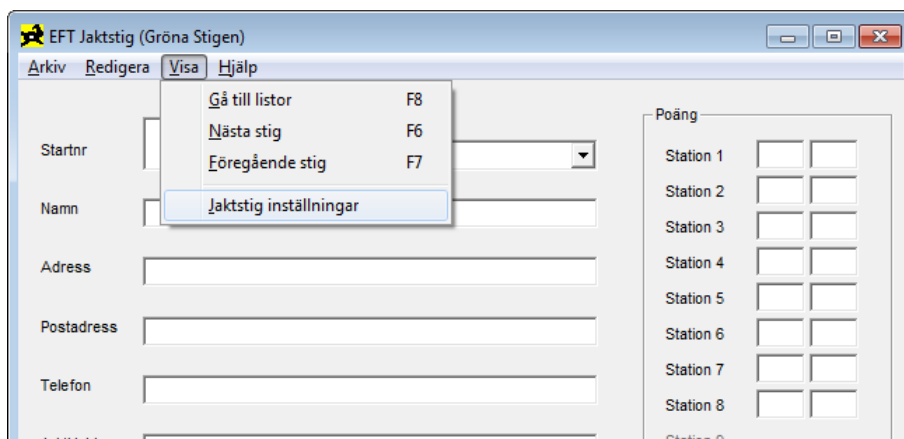 EFT Jaktstig (Gröna Stigen)
Arkiv Redigera Visa Hjälp
Gå till listor F8
Nästa stig F6
Föregående stig F7
Jaktstig inställningar
Startnr
Namn
Adress
Postadress
Telefon
Poäng
Station 1
Station 2
Station 3
Station 4
Station 5
Station 6
Station 7
Station 8